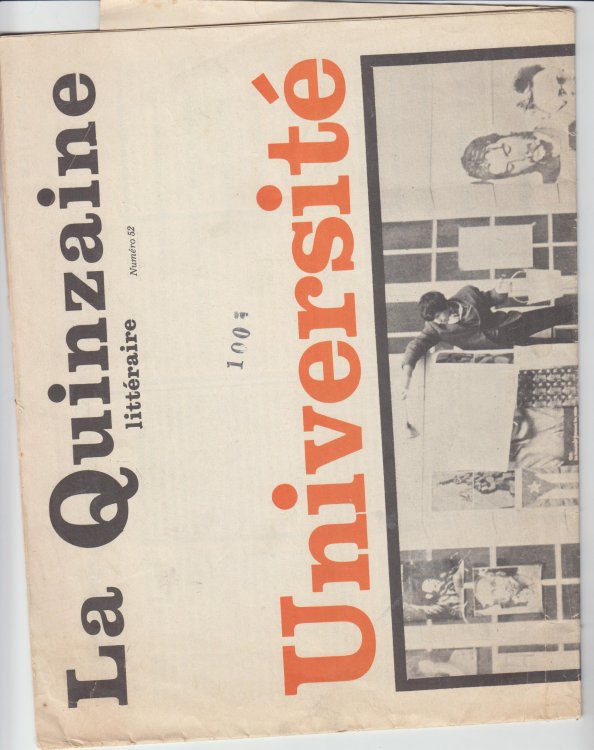 La Quinzaine
littéraire
Numéro 52
100
Université